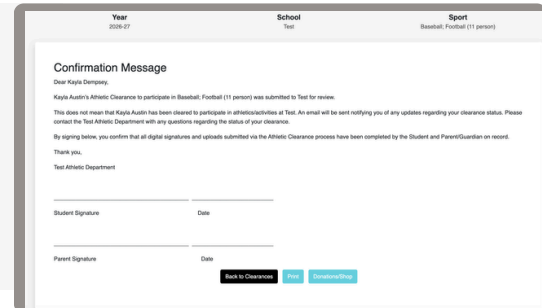 Year School Sport
2026-27 Test Baseball; Football (11 person)
Confirmation Message
Dear Kayla Dempsey,
Kayla Austin's Athletic Clearance to participate in Baseball; Football (11 person) was submitted to Test for review.
This does not mean that Kayla Austin has been cleared to participate in athletics/activities at Test. An email will be sent notifying you of any updates regarding your clearance status. Please
contact the Test Athletic Department with any questions regarding the status of your clearance.
By signing below, you confirm that all digital signatures and uploads submitted via the Athletic Clearance process have been completed by the Student and Parent/Guardian on record.
Thank you,
Test Athletic Department
Student Signature Date
Parent Signature Date
Back to Clearances Print Donations/Shop